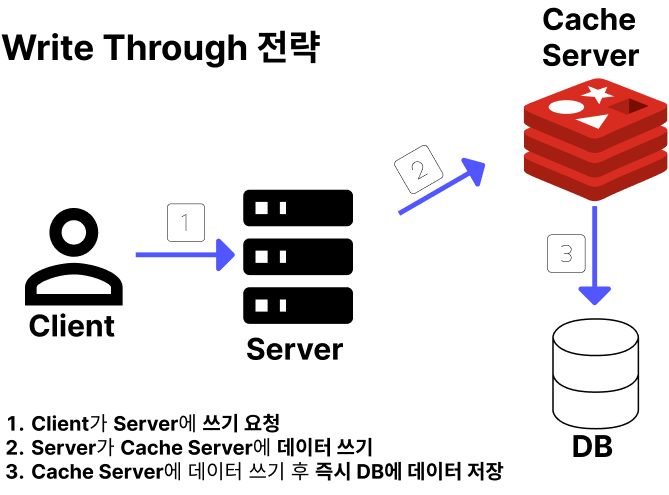 Write Through 전략
Cache
Server
1
2
3
Client
Server
DB
1. Client가 Server에 쓰기 요청
2. Server가 Cache Server에 데이터 쓰기
3. Cache Server에 데이터 쓰기 후 즉시 DB에 데이터 저장